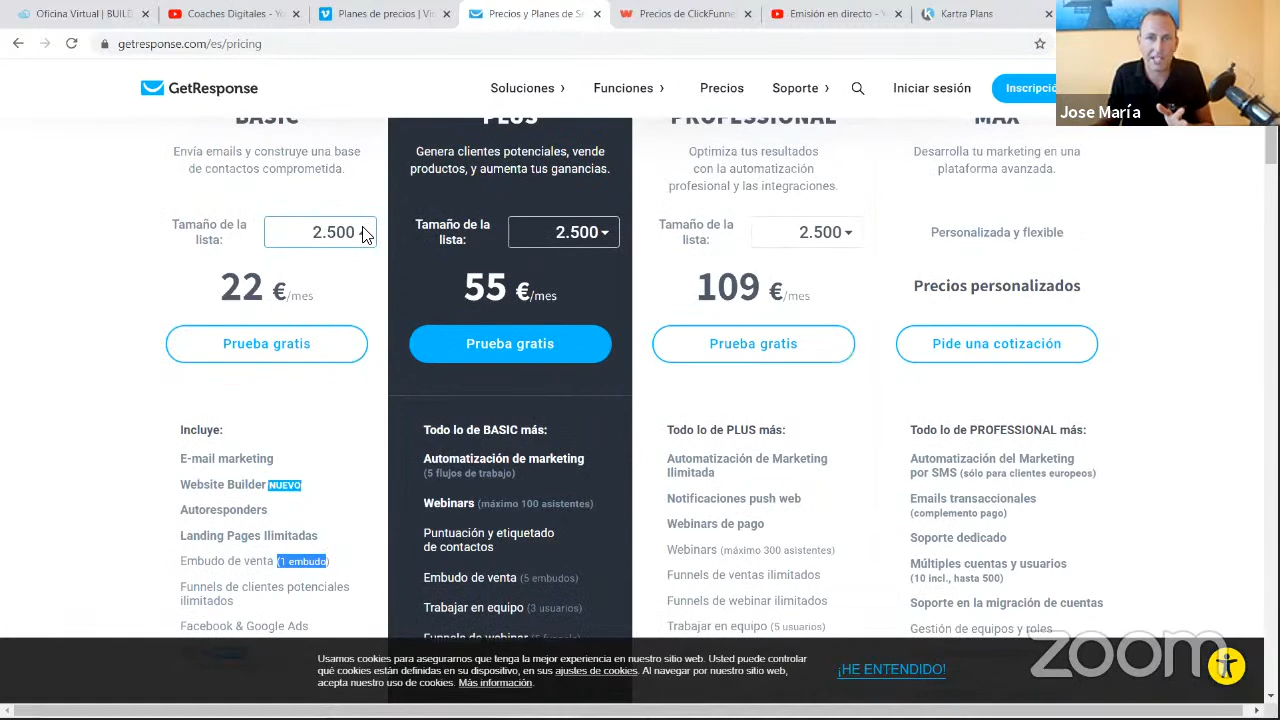 Oficina Virtual () | BUILD
Coaches Digitales - Yo
Planes de precios | Vi
Precios y Planes de Se
Precios de ClickFunne
Emisión en directo - Y
Kartra Plans
getresponse.com/es/pricing
GetResponse
Soluciones
Funciones
Precios
Soporte
Iniciar sesión
Inscripció
Jose María
BASIC
PLUS
PROFESSIONAL
MAX
Envía emails y construye una base
de contactos comprometida.
Genera clientes potenciales, vende
productos, y aumenta tus ganancias.
Optimiza tus resultados
con la automatización
profesional y las integraciones.
Desarrolla tu marketing en una
plataforma avanzada.
Tamaño de la
lista:
2.500
Tamaño de la
lista:
2.500
Tamaño de la
lista:
2.500
Personalizada y flexible
22 €/mes
55 €/mes
109 €/mes
Precios personalizados
Prueba gratis
Prueba gratis
Prueba gratis
Pide una cotización
Incluye:
E-mail marketing
Website Builder NUEVO
Autoresponders
Landing Pages Ilimitadas
Embudo de venta (1 embudo)
Funnels de clientes potenciales
ilimitados
Facebook & Google Ads
Todo lo de BASIC más:
Automatización de marketing
(5 flujos de trabajo)
Webinars (máximo 100 asistentes)
Puntuación y etiquetado
de contactos
Embudo de venta (5 embudos)
Trabajar en equipo (3 usuarios)
Funnels de webinar (5 funnels)
Todo lo de PLUS más:
Automatización de Marketing
Ilimitada
Notificaciones push web
Webinars de pago
Webinars (máximo 300 asistentes)
Funnels de ventas ilimitados
Funnels de webinar ilimitados
Trabajar en equipo (5 usuarios)
Todo lo de PROFESSIONAL más:
Automatización del Marketing
por SMS (sólo para clientes europeos)
Emails transaccionales
(complemento pago)
Soporte dedicado
Múltiples cuentas y usuarios
(10 incl., hasta 500)
Soporte en la migración de cuentas
Gestión de equipos y roles
Usamos cookies para asegurarnos que tenga la mejor experiencia en nuestro sitio web. Usted puede controlar
qué cookies están definidas en su dispositivo, en sus ajustes de cookies. Al navegar por nuestro sitio web,
acepta nuestro uso de cookies. Más información.
¡HE ENTENDIDO!
zoom